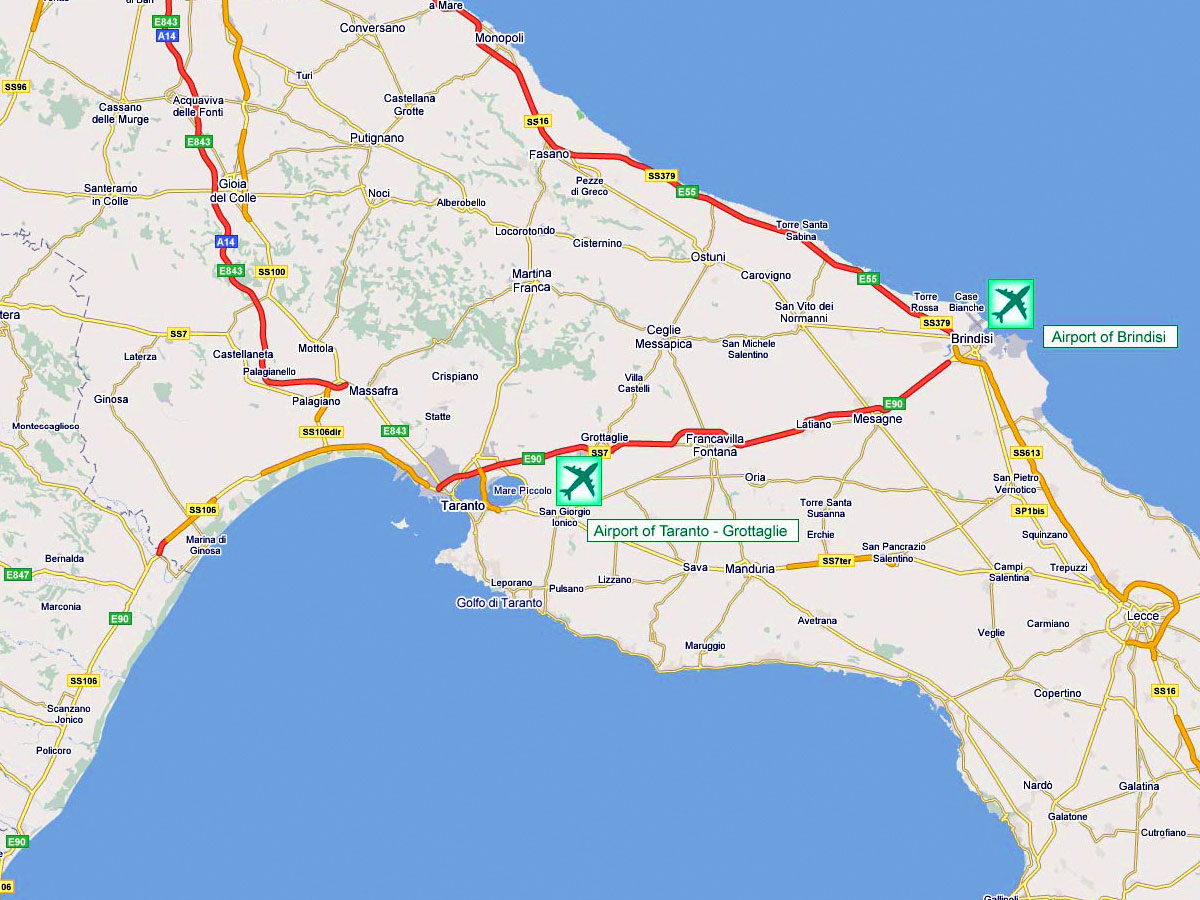 a Mare
di Bari
E843
A14
Conversano
Monopoli
Turi
SS96
Cassano
delle Murge
Acquaviva
delle Fonti
Castellana
Grotte
SS16
E843
Putignano
Fasano
SS379
E55
Santeramo
in Colle
Gioia
del Colle
Noci
Alberobello
Pezze
di Greco
Locorotondo
Cisternino
Torre Santa
Sabina
A14
E843
SS100
Martina
Franca
Ostuni
Carovigno
E55
Torre
Rossa
Case
Bianche
tera
SS7
San Vito dei
Normanni
SS379
Brindisi
Airport of Brindisi
Laterza
Castellaneta
Mottola
Ceglie
Messapica
San Michele
Salentino
Palagianello
Massafra
Crispiano
Villa
Castelli
Ginosa
Palagiano
Statte
E90
Latiano
Mesagne
Montescaglioso
SS106dir
E843
Grottaglie
Francavilla
Fontana
SS7
E90
SS613
Mare Piccolo
Oria
San Pietro
Vernotico
Taranto
San Giorgio
Ionico
Torre Santa
Susanna
SP1bis
SS106
Airport of Taranto - Grottaglie
Erchie
Squinzano
Marina di
Ginosa
San Pancrazio
Salentino
Bernalda
SS7ter
E847
Sava
Manduria
Campi
Salentina
Trepuzzi
Leporano
Pulsano
Lizzano
Marconia
Golfo di Taranto
E90
Avetrana
Carmiano
Lecce
Veglie
Maruggio
SS106
Copertino
SS16
Scanzano
Jonico
Policoro
Nardò
Galatina
Galatone
Cutrofiano
E90
06
Gallipoli